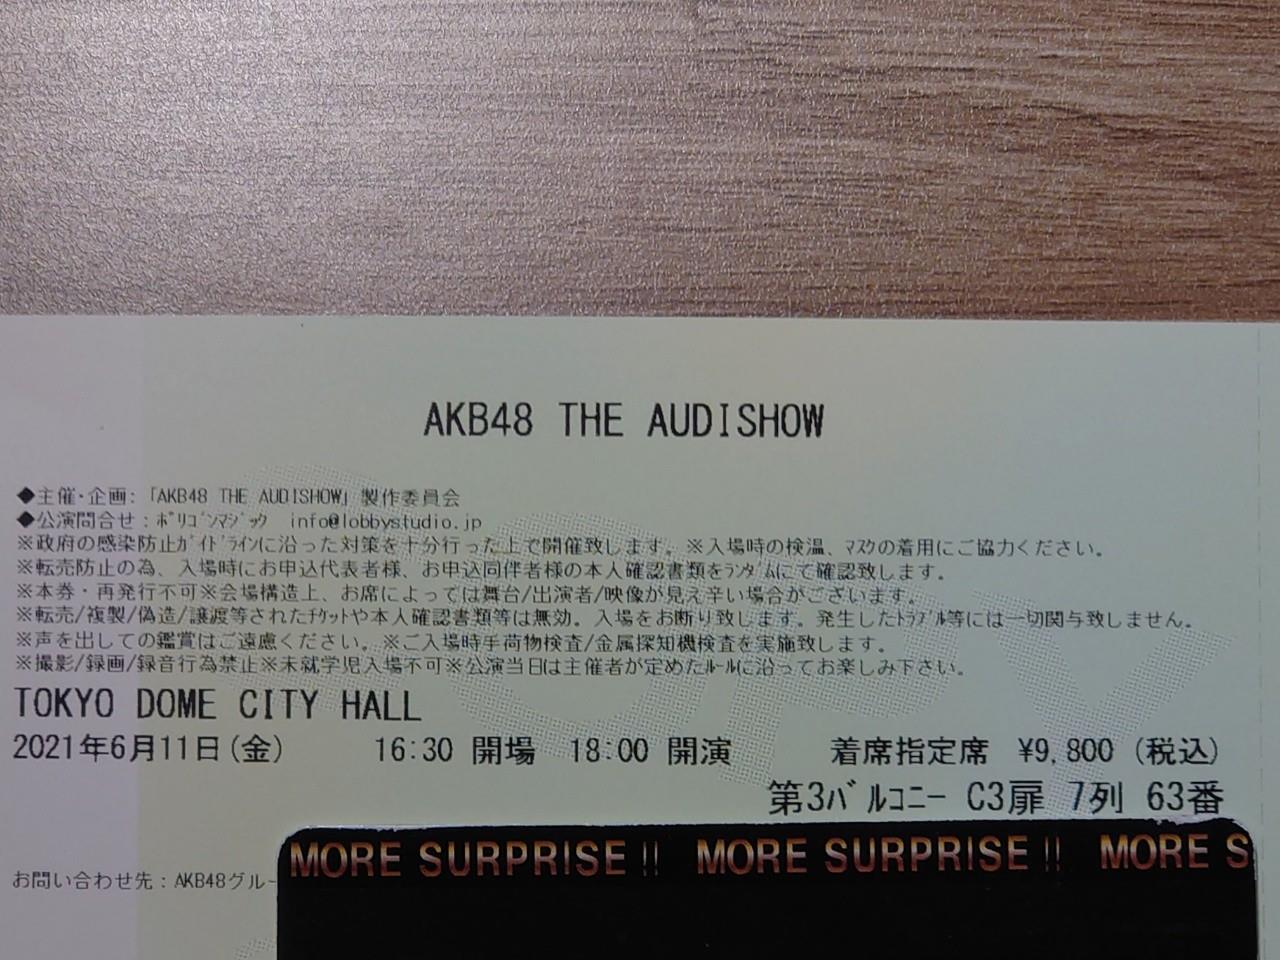 AKB48 THE AUDISHOW
◆主催・企画:「AKB48 THE AUDISHOW」製作委員会
◆公演問合せ:ﾎﾟﾘｺﾞﾝﾏｼﾞｯｸ info@lobbystudio.jp
※政府の感染防止ｶﾞｲﾄﾞﾗｲﾝに沿った対策を十分行った上で開催致します。※入場時の検温、ﾏｽｸの着用にご協力ください。
※転売防止の為、入場時にお申込代表者様、お申込同伴者様の本人確認書類をﾗﾝﾀﾞﾑにて確認致します。
※本券・再発行不可※会場構造上、お席によっては舞台/出演者/映像が見え辛い場合がございます。
※転売/複製/偽造/譲渡等されたﾁｹｯﾄや本人確認書類等は無効。入場をお断り致します。発生したﾄﾗﾌﾞﾙ等には一切関与致しません。
※声を出しての鑑賞はご遠慮ください。※ご入場時手荷物検査/金属探知機検査を実施致します。
※撮影/録画/録音行為禁止※未就学児入場不可※公演当日は主催者が定めたﾙｰﾙに沿ってお楽しみ下さい。
TOKYO DOME CITY HALL
2021年6月11日(金) 16:30 開場 18:00 開演 着席指定席 ¥9,800 (税込)
第3ﾊﾞﾙｺﾆｰ C3扉 7列 63番
MORE SURPRISE!! MORE SURPRISE!! MORE S
お問い合わせ先:AKB48グルー